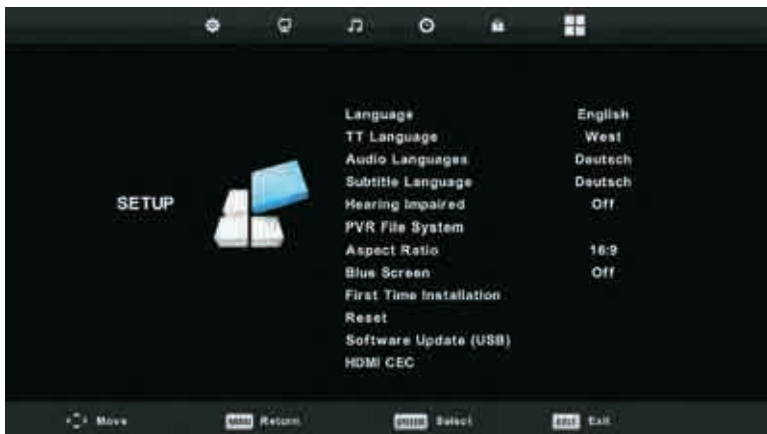 Language English
TT Language West
Audio Languages Deutsch
Subtitle Language Deutsch
SETUP
Hearing Impaired Off
PVR File System
Aspect Ratio 16:9
Blue Screen Off
First Time Installation
Reset
Software Update (USB)
HDMI CEC
Move MENU Return Select EXIT Exit